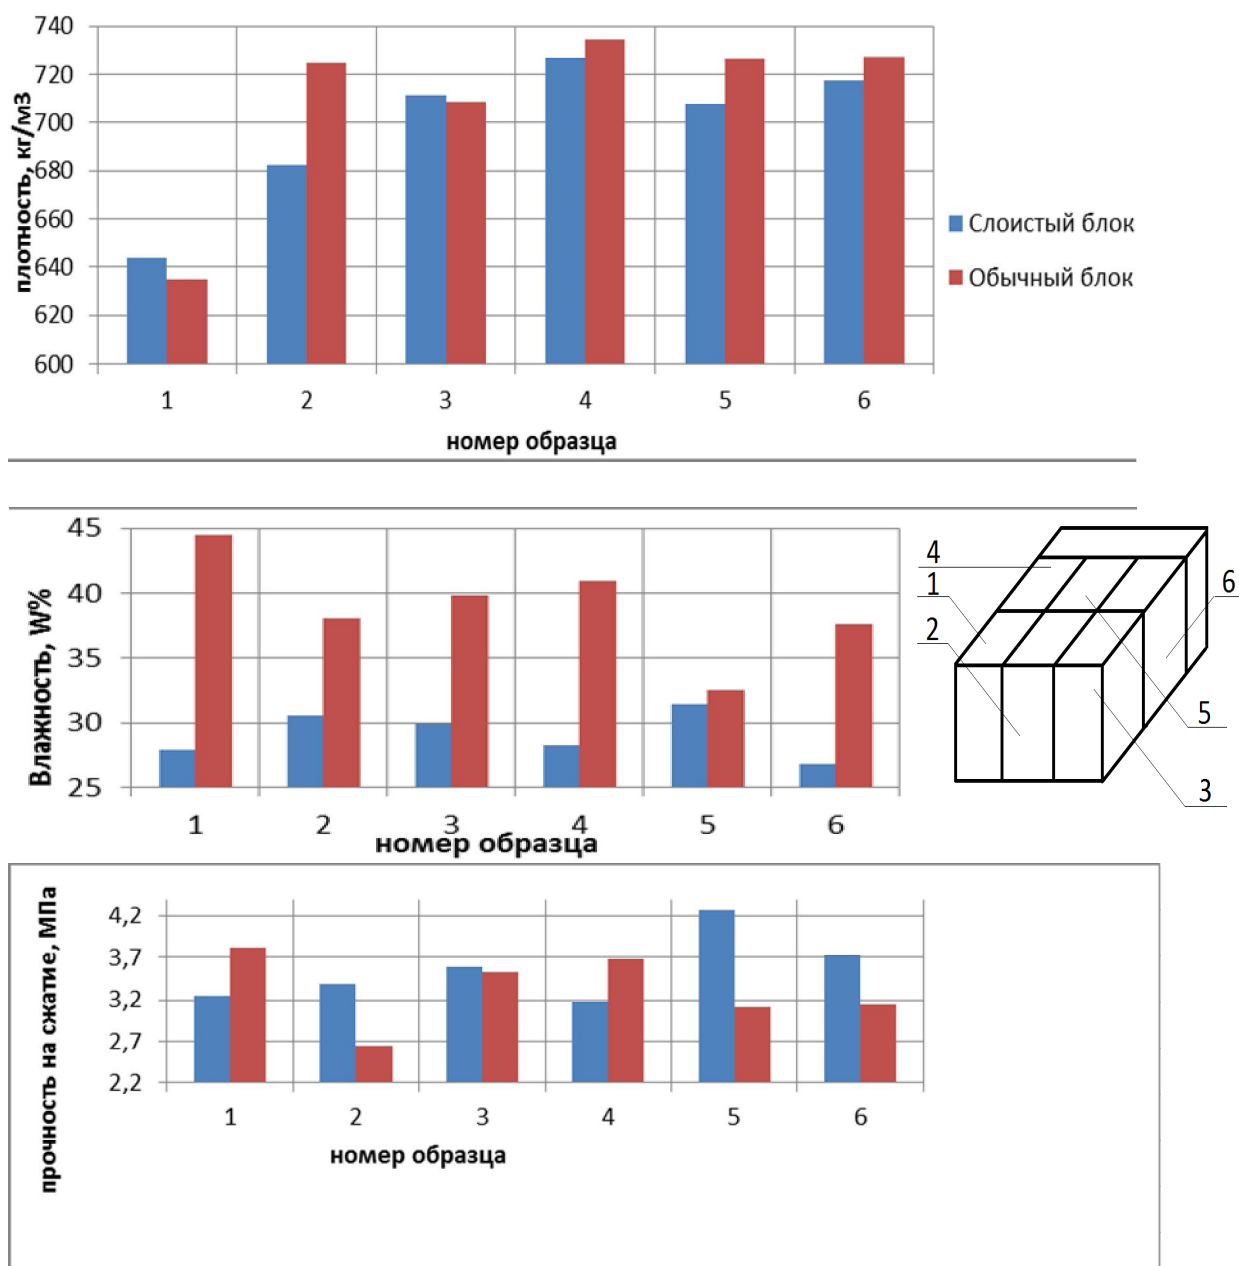 плотность, кг/м3
740
720
700
680
660
640
620
600
1 2 3 4 5 6
номер образца
Слоистый блок
Обычный блок
Влажность, W%
45
40
35
30
25
1 2 3 4 5 6
номер образца
4
1
2
6
5
3
прочность на сжатие, МПа
4,2
3,7
3,2
2,7
2,2
1 2 3 4 5 6
номер образца